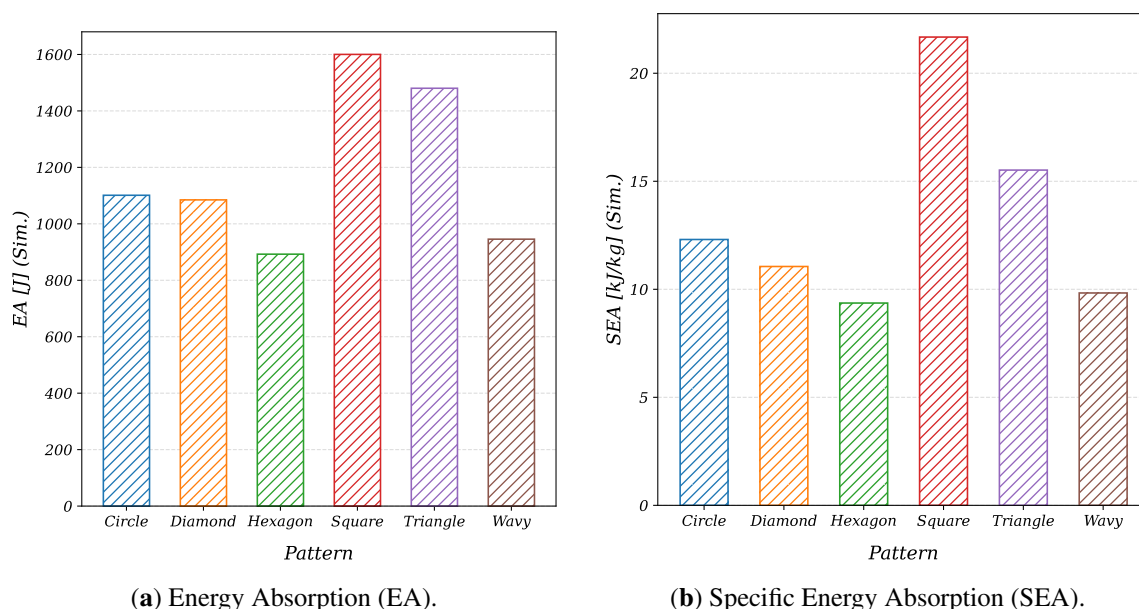 EA [J] (Sim.)
1600
1400
1200
1000
800
600
400
200
0
Circle Diamond Hexagon Square Triangle Wavy
Pattern
(a) Energy Absorption (EA).
SEA [kJ/kg] (Sim.)
20
15
10
5
0
Circle Diamond Hexagon Square Triangle Wavy
Pattern
(b) Specific Energy Absorption (SEA).